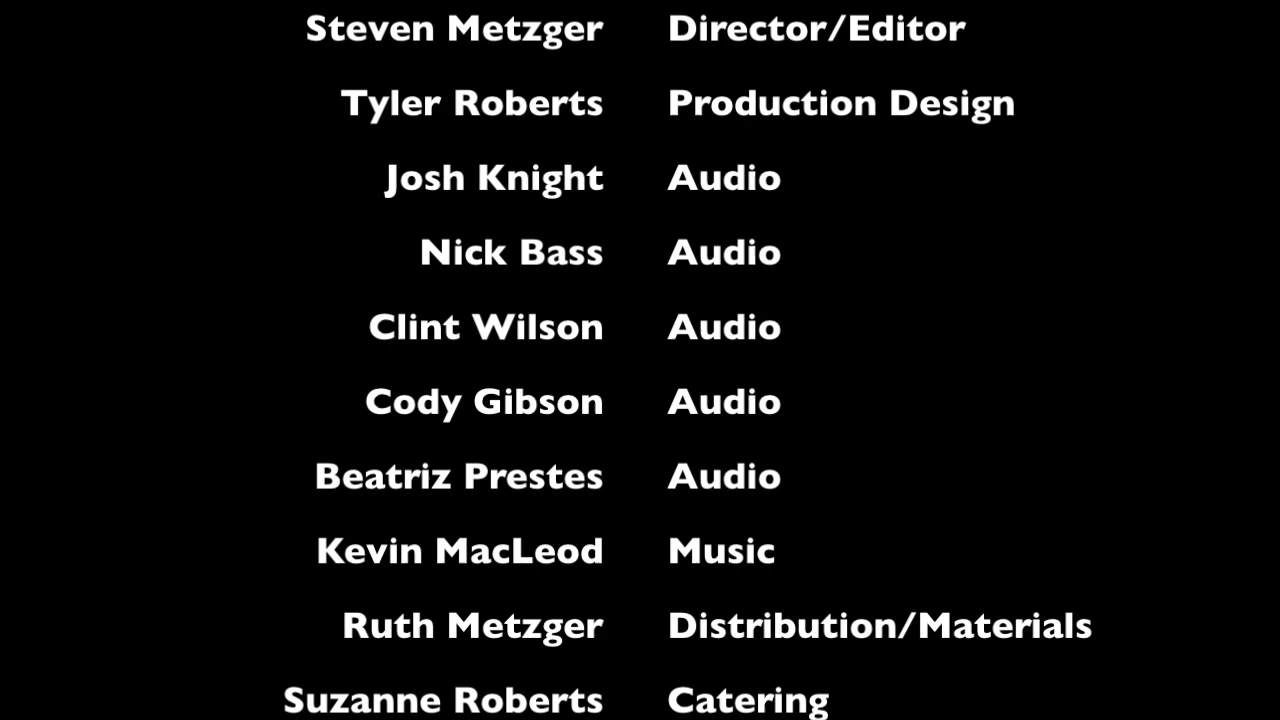 Steven Metzger Director/Editor
Tyler Roberts Production Design
Josh Knight Audio
Nick Bass Audio
Clint Wilson Audio
Cody Gibson Audio
Beatriz Prestes Audio
Kevin MacLeod Music
Ruth Metzger Distribution/Materials
Suzanne Roberts Catering